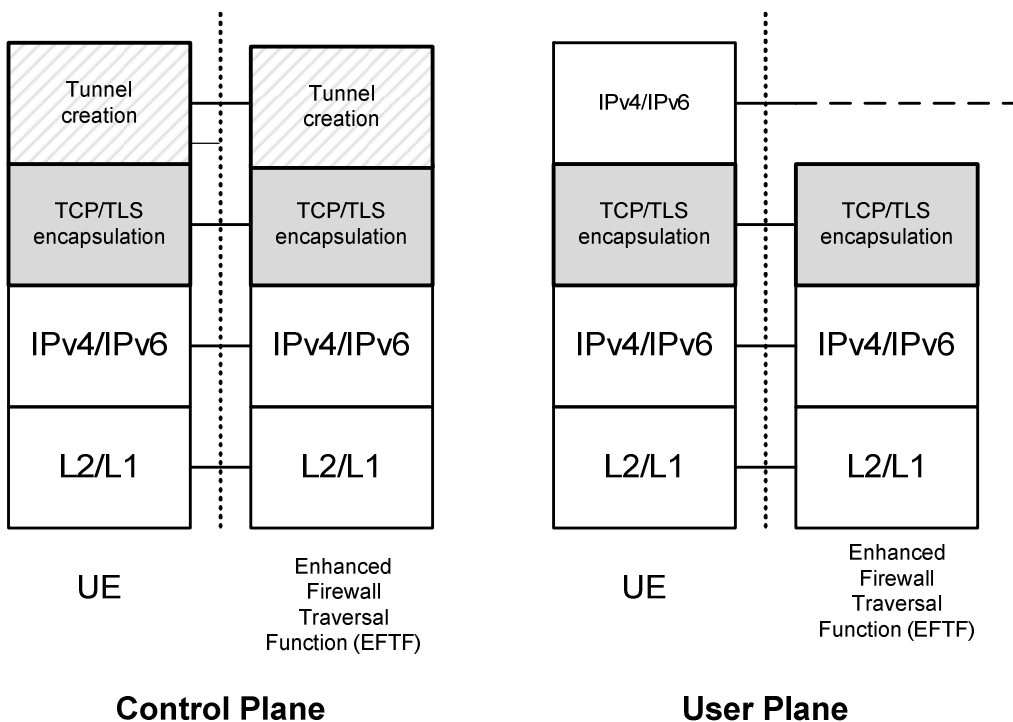 Tunnel
creation
Tunnel
creation
TCP/TLS
encapsulation
TCP/TLS
encapsulation
IPv4/IPv6
IPv4/IPv6
L2/L1
L2/L1
UE
Enhanced
Firewall
Traversal
Function (EFTF)
Control Plane
IPv4/IPv6
TCP/TLS
encapsulation
TCP/TLS
encapsulation
IPv4/IPv6
IPv4/IPv6
L2/L1
L2/L1
UE
Enhanced
Firewall
Traversal
Function (EFTF)
User Plane